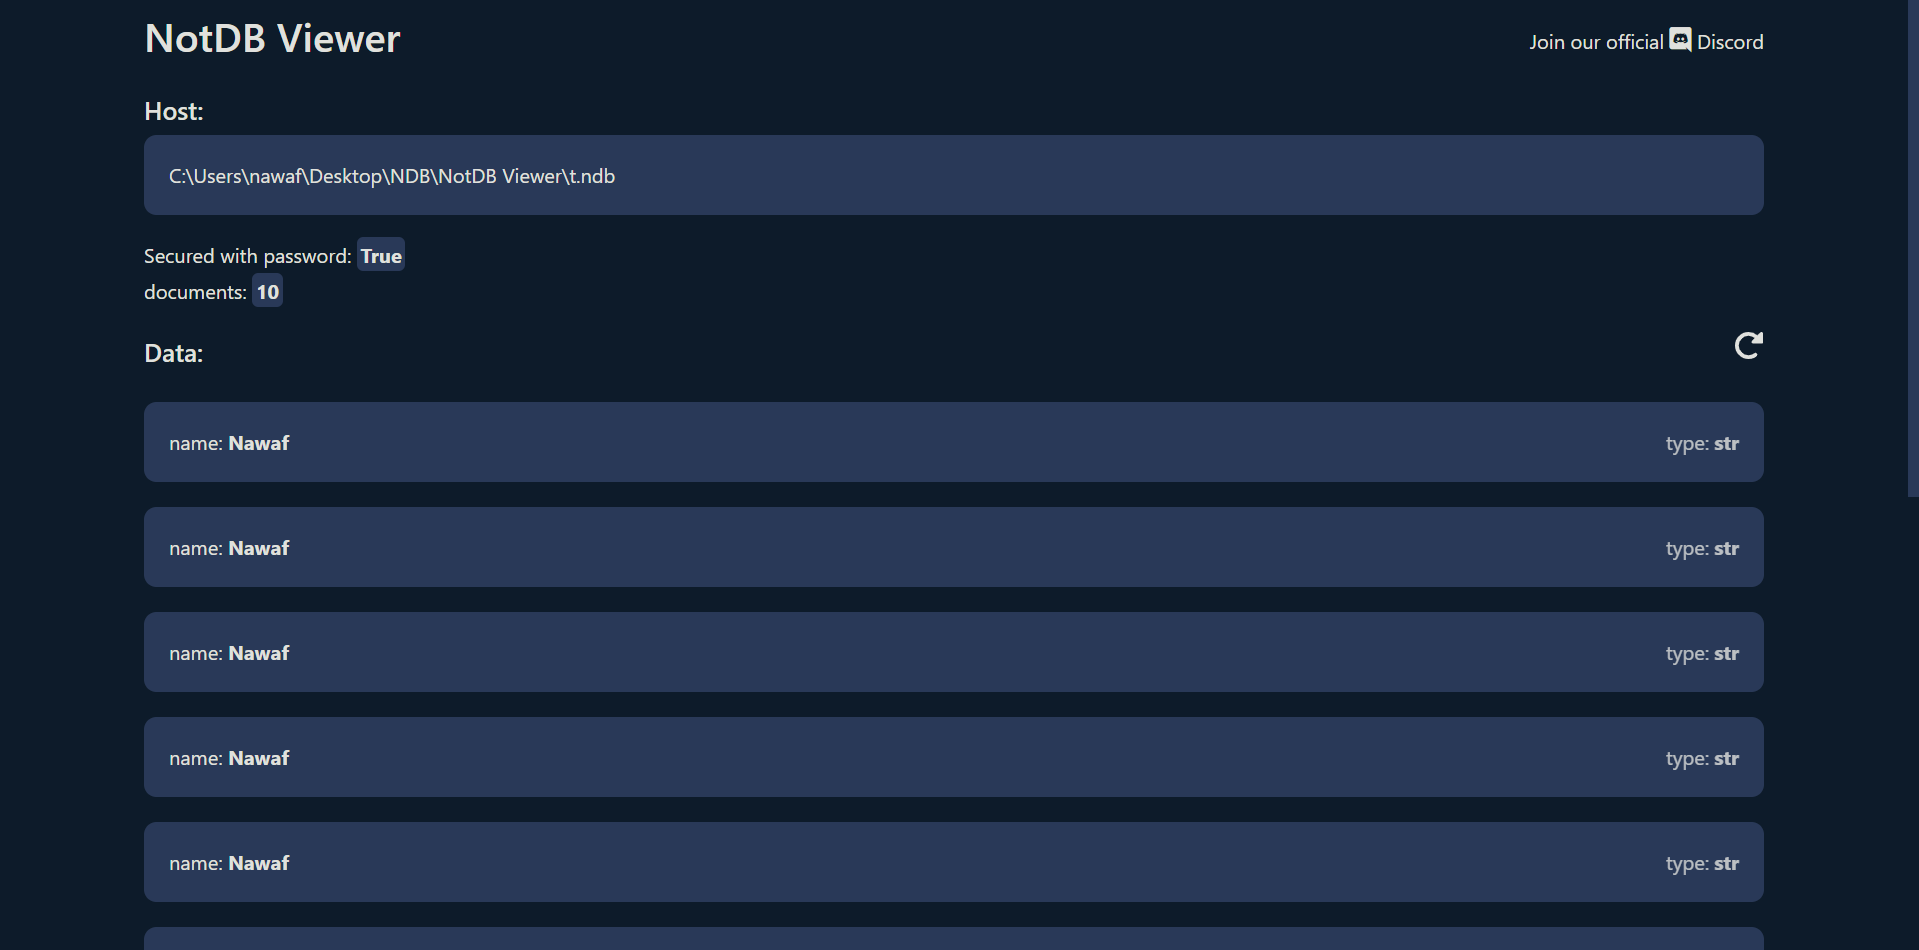 NotDB Viewer
Join our official Discord
Host:
C:\Users\nawaf\Desktop\NDB\NotDB Viewer\t.ndb
Secured with password: True
documents: 10
Data:
name: Nawaf type: str
name: Nawaf type: str
name: Nawaf type: str
name: Nawaf type: str
name: Nawaf type: str